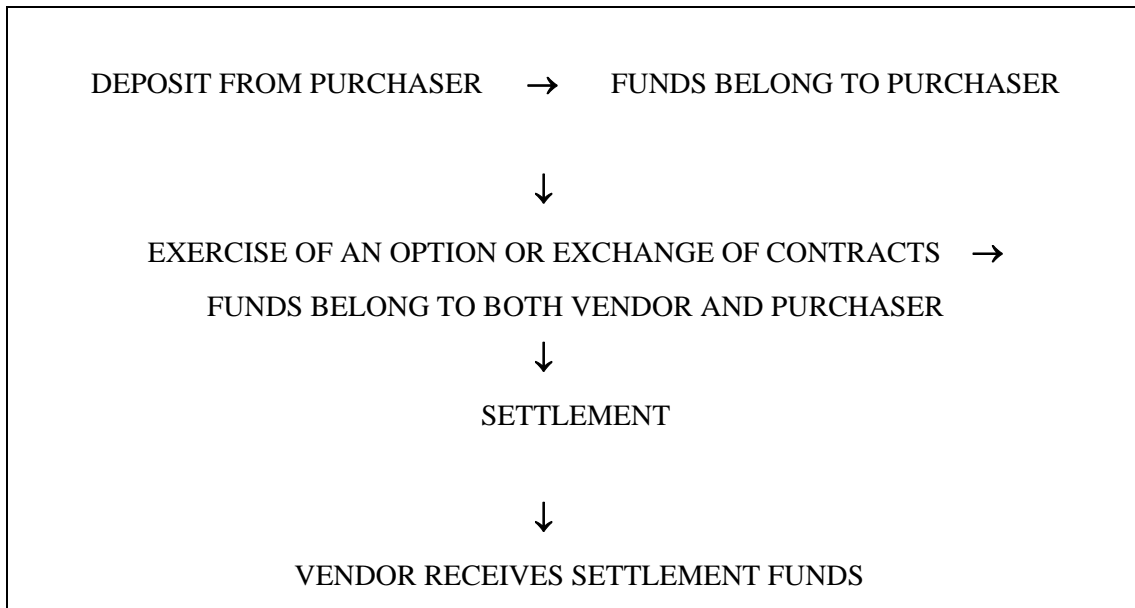 DEPOSIT FROM PURCHASER → FUNDS BELONG TO PURCHASER
↓
EXERCISE OF AN OPTION OR EXCHANGE OF CONTRACTS →
FUNDS BELONG TO BOTH VENDOR AND PURCHASER
↓
SETTLEMENT
↓
VENDOR RECEIVES SETTLEMENT FUNDS